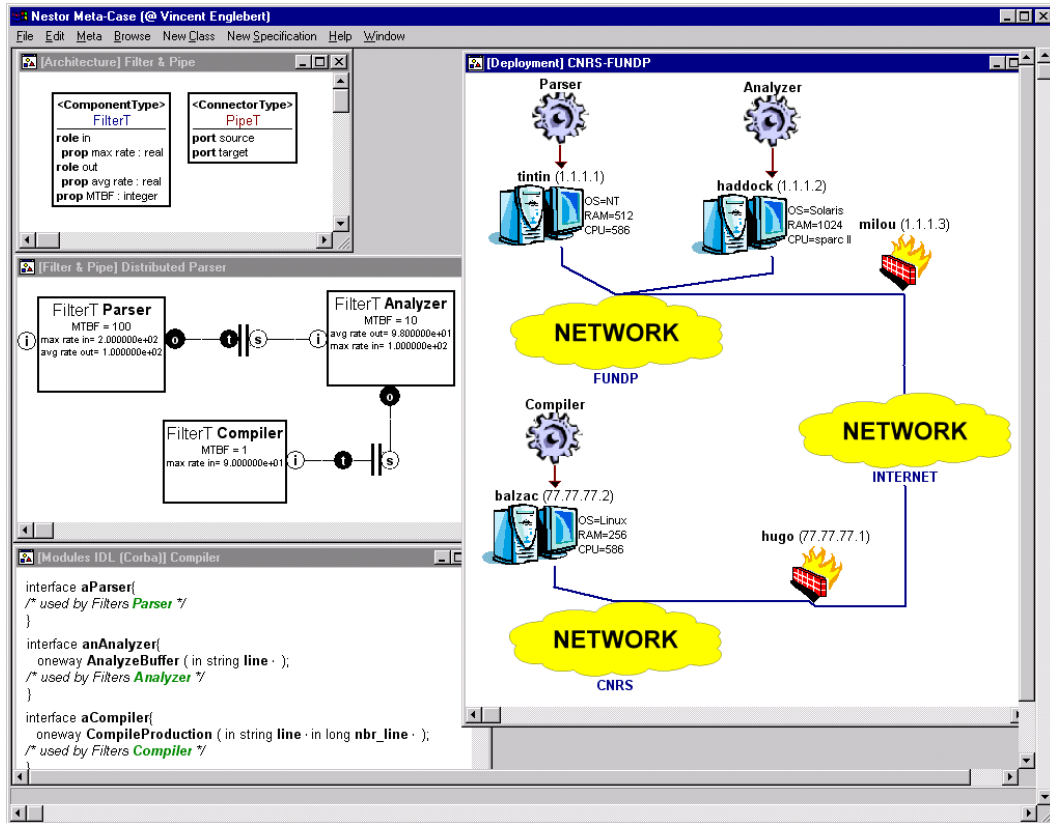 Nestor Meta-Case (@ Vincent Englebert)
File Edit Meta Browse New Class New Specification Help Window
[Architecture] Filter & Pipe
<ComponentType>
FilterT
role in
prop max rate : real
role out
prop avg rate : real
prop MTBF : integer
<ConnectorType>
PipeT
port source
port target
[Filter & Pipe] Distributed Parser
FilterT Parser
MTBF = 100
max rate in= 2.000000e+02
avg rate out= 1.000000e+02
i
o
t
s
i
FilterT Analyzer
MTBF = 10
avg rate out= 9.800000e+01
max rate in= 1.000000e+02
o
FilterT Compiler
MTBF = 1
max rate in= 9.000000e+01
i
t
s
[Modules IDL (Corba)] Compiler
interface aParser{
/* used by Filters Parser */
}
interface anAnalyzer{
oneway AnalyzeBuffer ( in string line · );
/* used by Filters Analyzer */
}
interface aCompiler{
oneway CompileProduction ( in string line · in long nbr_line · );
/* used by Filters Compiler */
}
[Deployment] CNRS-FUNDP
Parser
Analyzer
tintin (1.1.1.1)
OS=NT
RAM=512
CPU=586
haddock (1.1.1.2)
OS=Solaris
RAM=1024
CPU=sparc II
milou (1.1.1.3)
NETWORK
FUNDP
Compiler
NETWORK
INTERNET
balzac (77.77.77.2)
OS=Linux
RAM=256
CPU=586
hugo (77.77.77.1)
NETWORK
CNRS